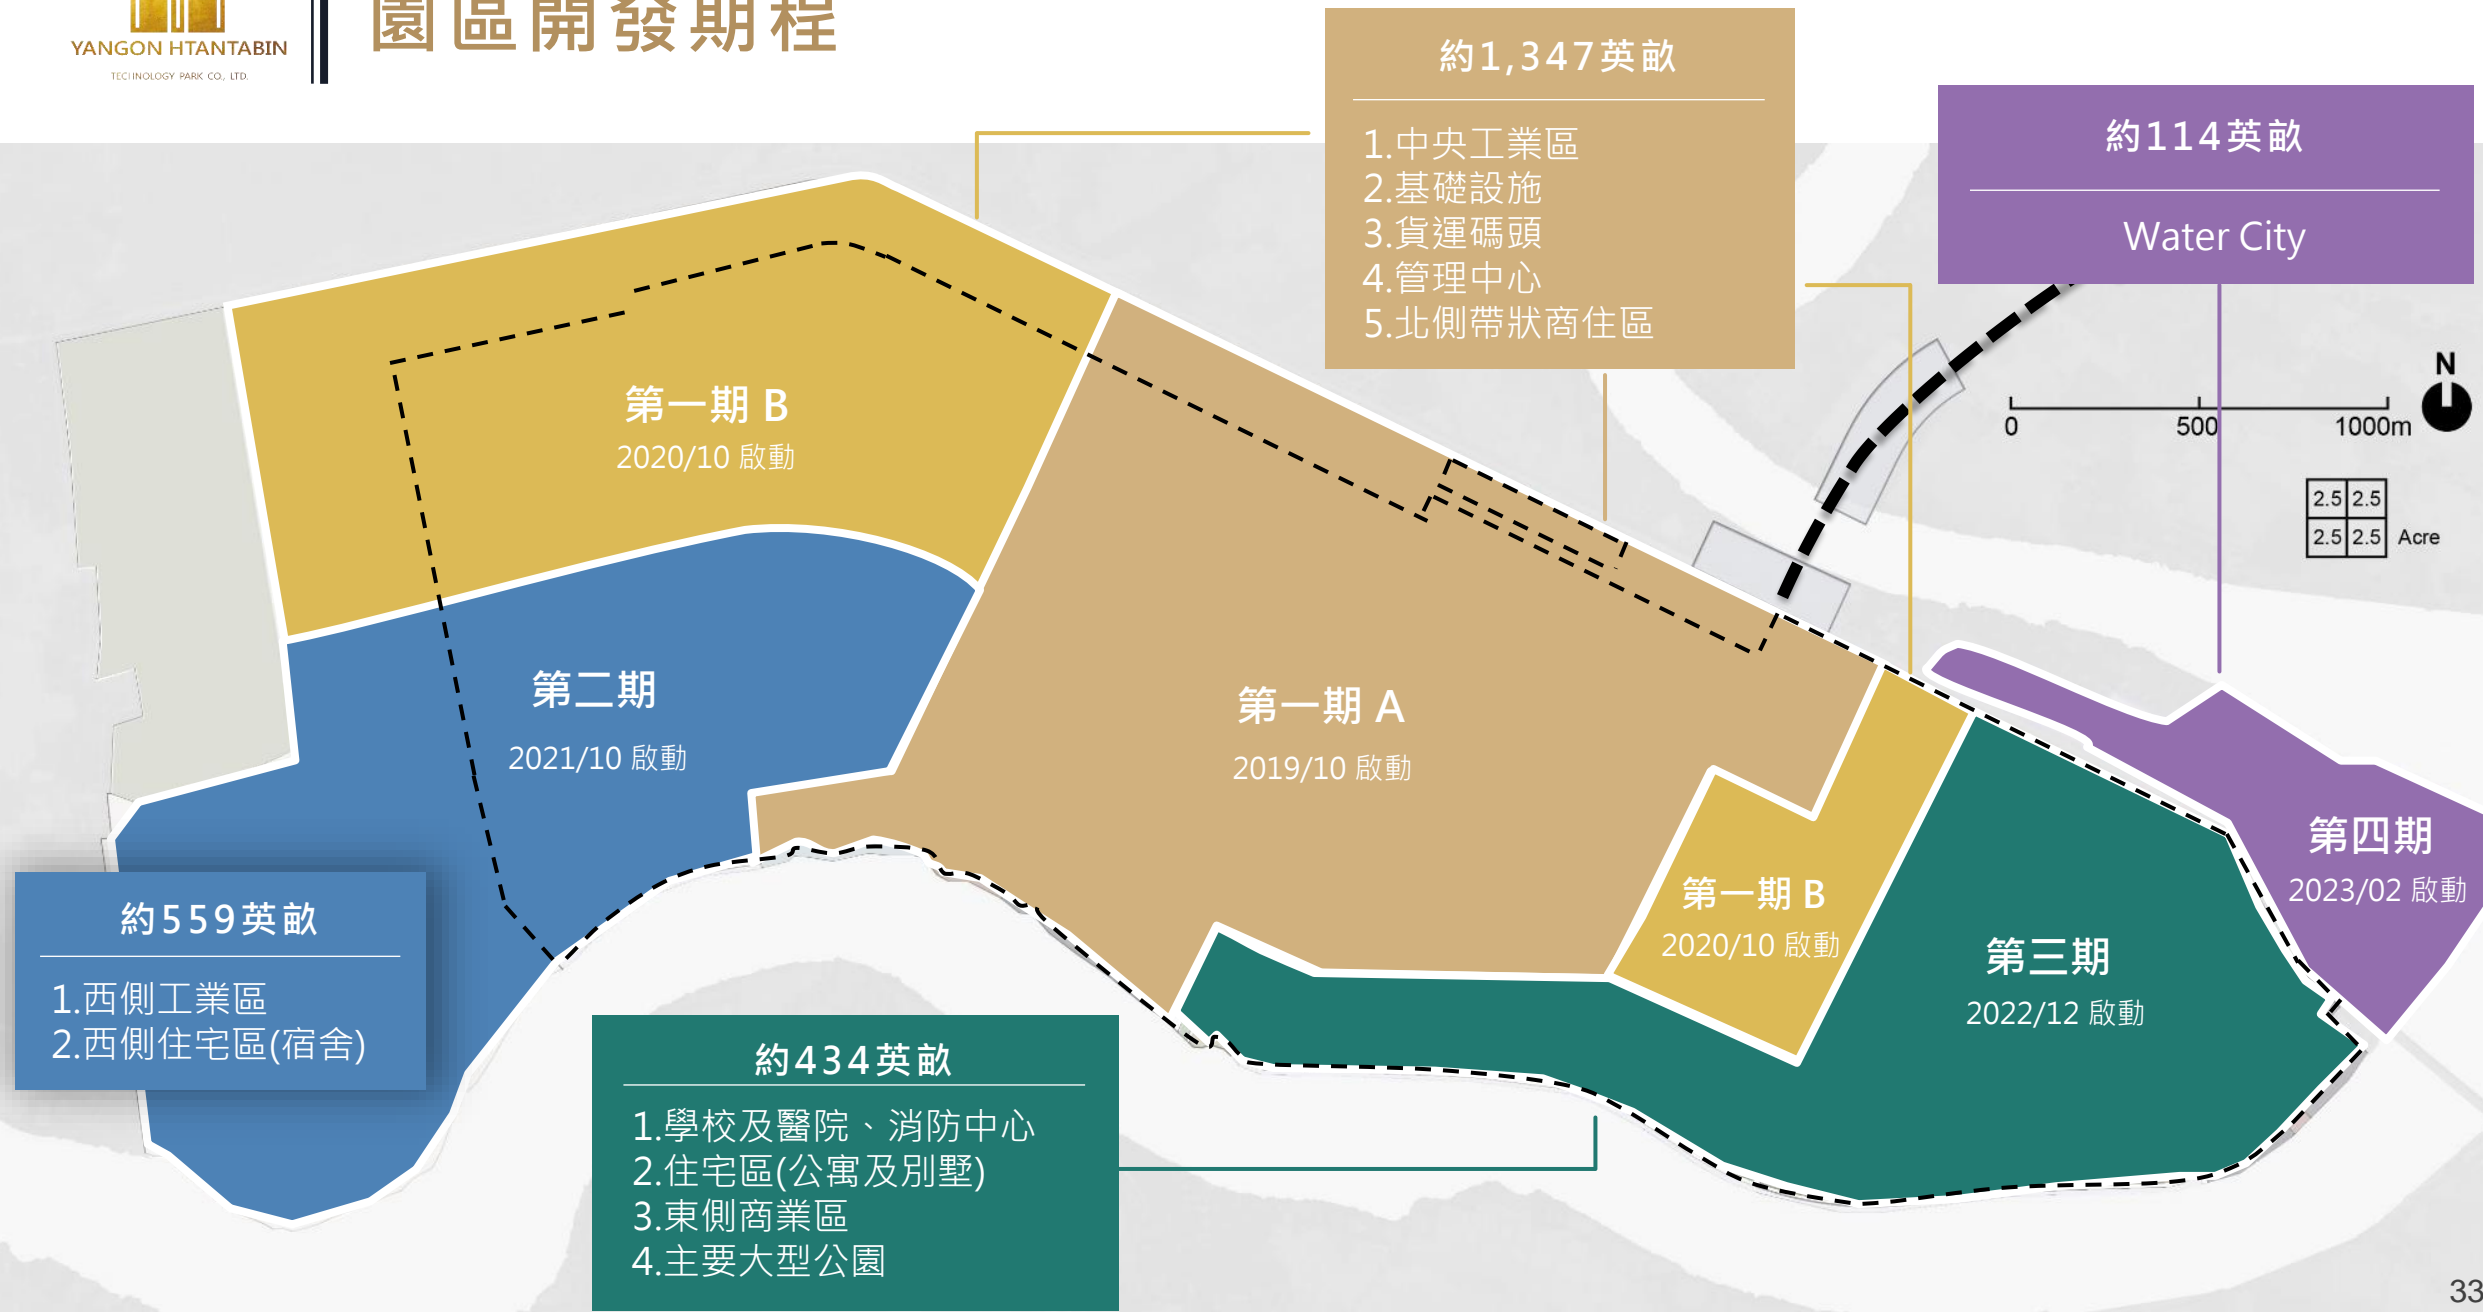 園區開發期程
YANGON HTANTABIN
TECHNOLOGY PARK CO., LTD.
約1,347英畝
1.中央工業區
2.基礎設施
3.貨運碼頭
4.管理中心
5.北側帶狀商住區
約114英畝
Water City
N
0 500 1000m
2.5 2.5
2.5 2.5 Acre
第一期 B
2020/10 啟動
第二期
2021/10 啟動
第一期 A
2019/10 啟動
第一期 B
2020/10 啟動
第四期
2023/02 啟動
第三期
2022/12 啟動
約559英畝
1.西側工業區
2.西側住宅區(宿舍)
約434英畝
1.學校及醫院、消防中心
2.住宅區(公寓及別墅)
3.東側商業區
4.主要大型公園
33